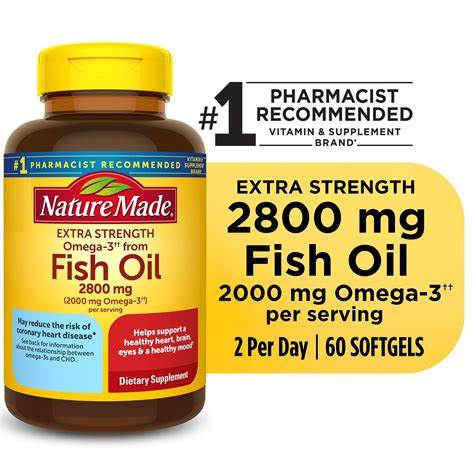 #1 PHARMACIST RECOMMENDED
NatureMade®
EXTRA STRENGTH
Omega-3†† from
Fish Oil
2800 mg
(2000 mg Omega-3††)
per serving
May reduce the risk of
coronary heart disease*
See back for information
about the relationship between
omega-3s and CHD.
Helps support a
healthy heart, brain,
eyes & a healthy mood†
Dietary Supplement
#1 PHARMACIST
RECOMMENDED
VITAMIN & SUPPLEMENT
BRAND*
EXTRA STRENGTH
2800 mg
Fish Oil
2000 mg Omega-3††
per serving
2 Per Day | 60 SOFTGELS